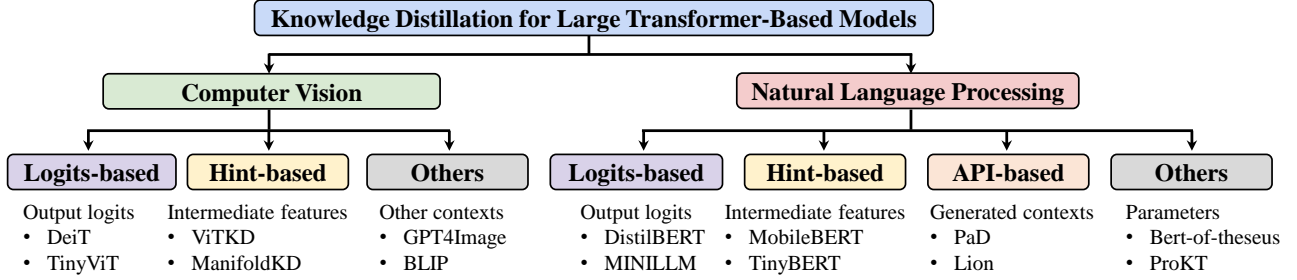 Knowledge Distillation for Large Transformer-Based Models
Computer Vision
Natural Language Processing
Logits-based
Hint-based
Others
Logits-based
Hint-based
API-based
Others
Output logits
• DeiT
• TinyViT
Intermediate features
• ViTKD
• ManifoldKD
Other contexts
• GPT4Image
• BLIP
Output logits
• DistilBERT
• MINILLM
Intermediate features
• MobileBERT
• TinyBERT
Generated contexts
• PaD
• Lion
Parameters
• Bert-of-theseus
• ProKT